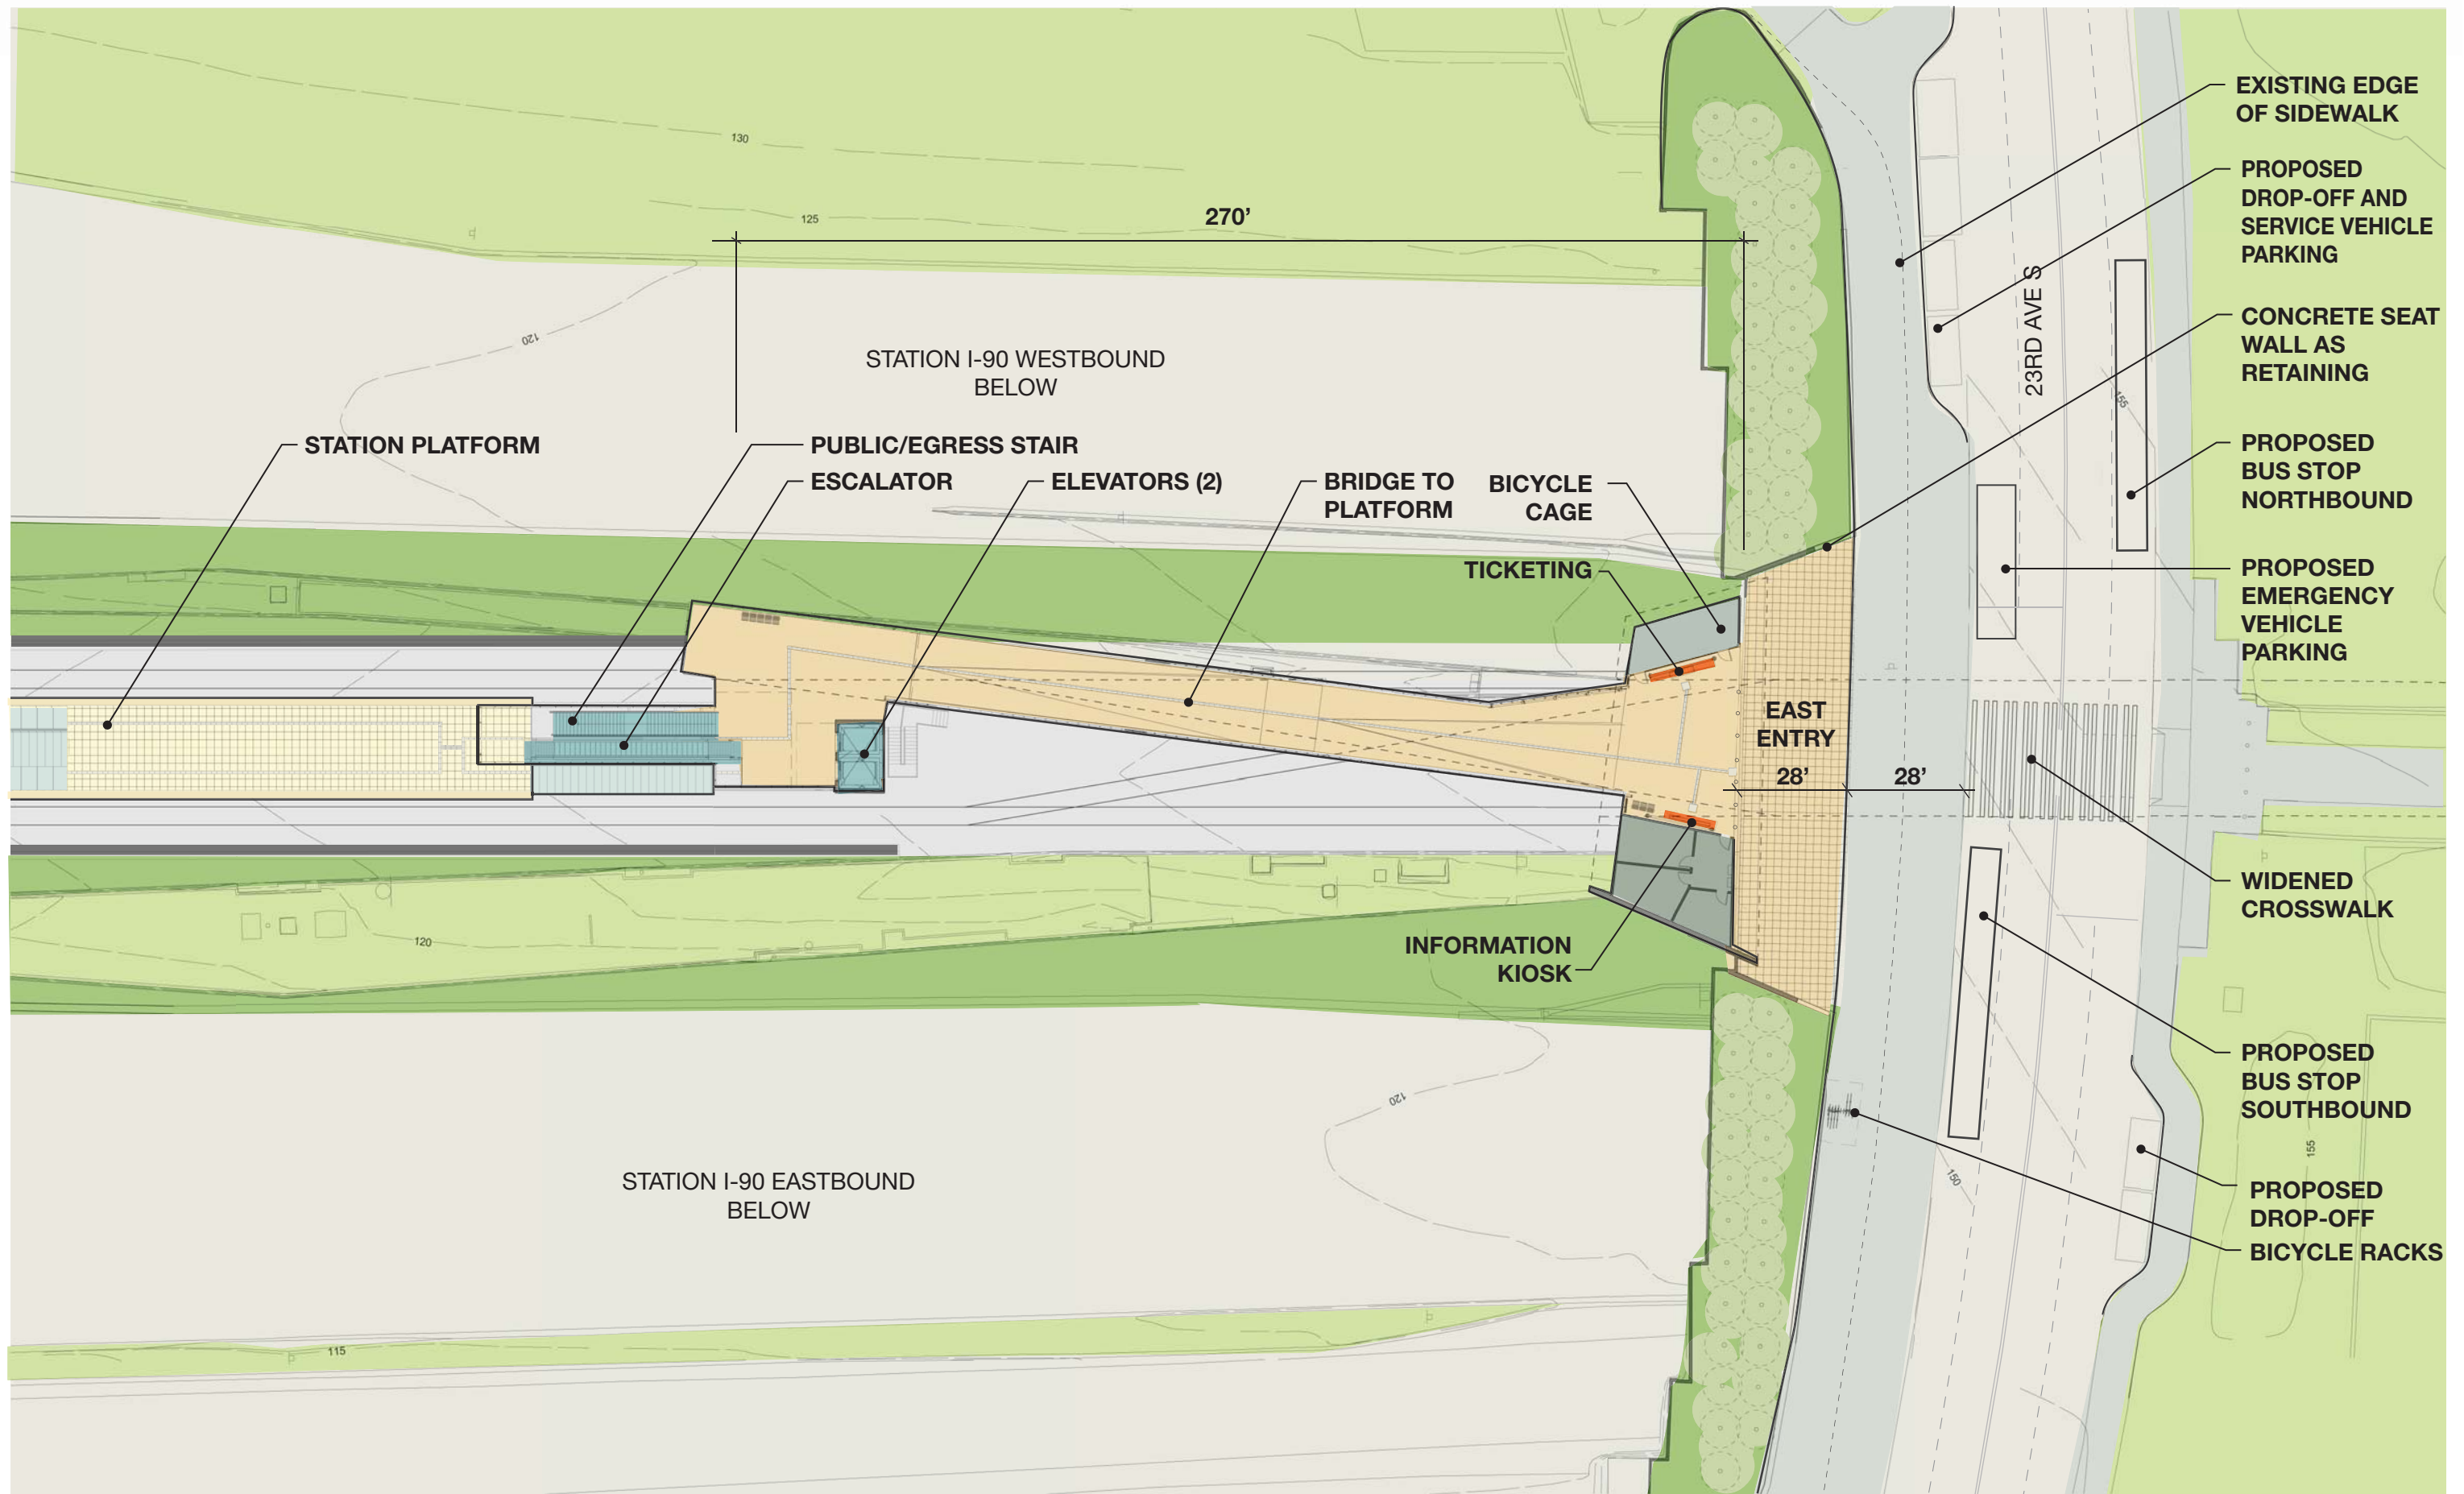 130
125
270’
120
STATION I-90 WESTBOUND
BELOW
STATION PLATFORM
PUBLIC/EGRESS STAIR
ESCALATOR
ELEVATORS (2)
BRIDGE TO
PLATFORM
BICYCLE
CAGE
TICKETING
EAST
ENTRY
28’
28’
INFORMATION
KIOSK
120
120
STATION I-90 EASTBOUND
BELOW
115
23RD AVE S
155
150
155
EXISTING EDGE
OF SIDEWALK
PROPOSED
DROP-OFF AND
SERVICE VEHICLE
PARKING
CONCRETE SEAT
WALL AS
RETAINING
PROPOSED
BUS STOP
NORTHBOUND
PROPOSED
EMERGENCY
VEHICLE
PARKING
WIDENED
CROSSWALK
PROPOSED
BUS STOP
SOUTHBOUND
PROPOSED
DROP-OFF
BICYCLE RACKS